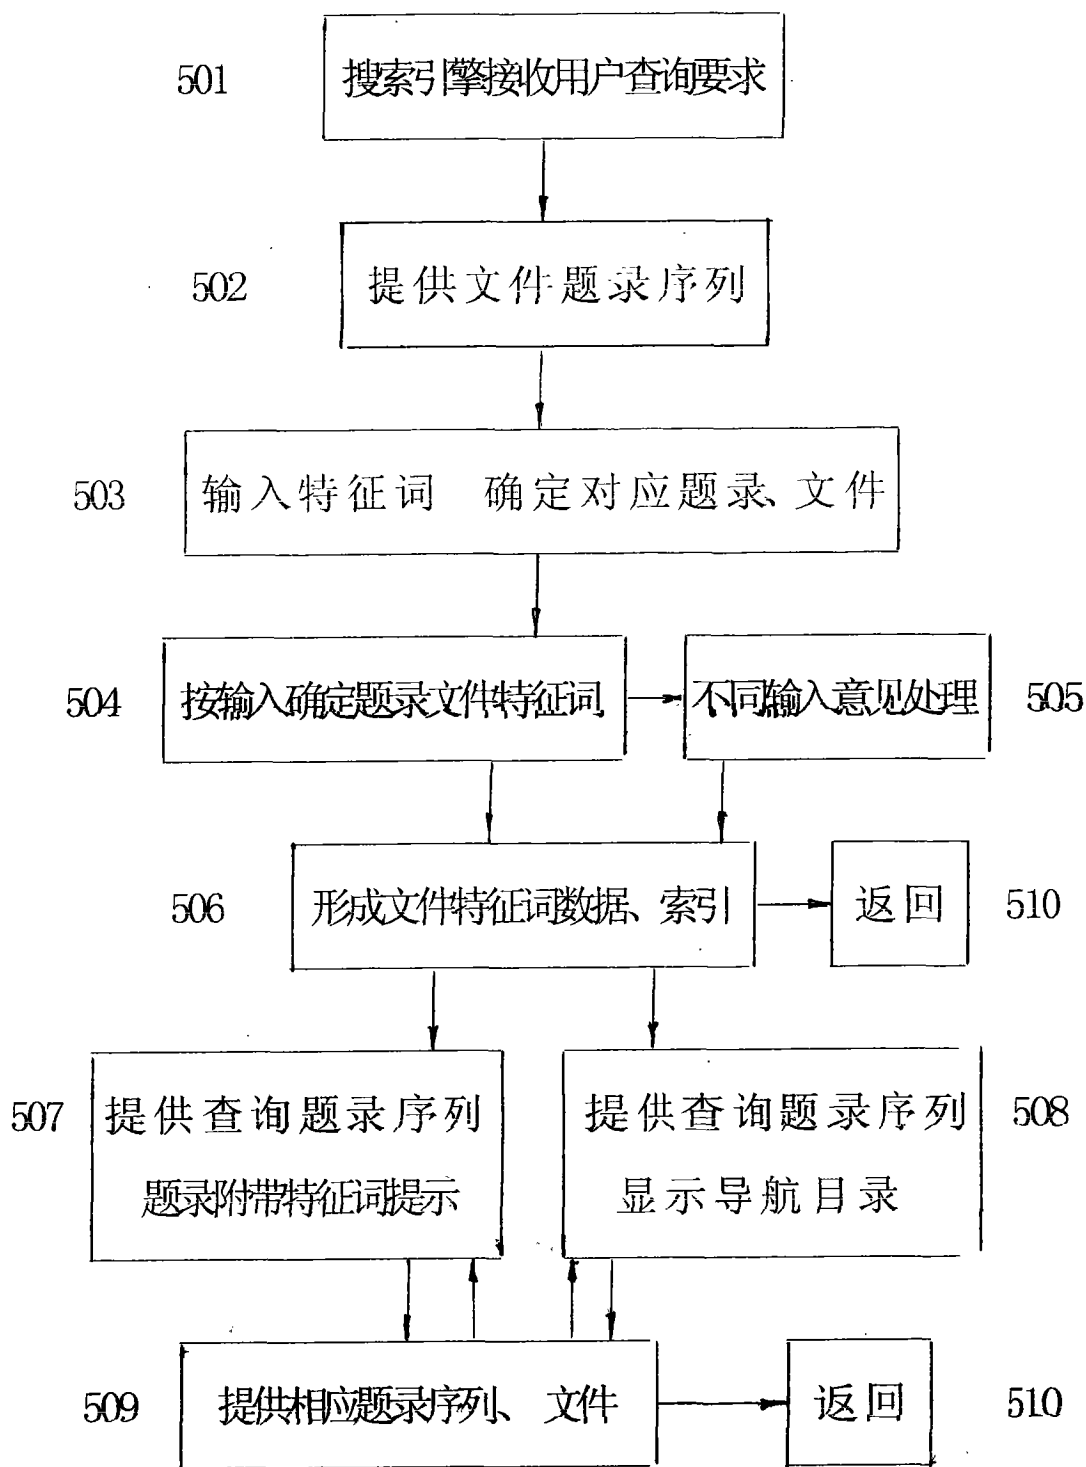 501
搜索引擎接收用户查询要求
502
提供文件题录序列
503
输入特征词 确定对应题录、文件
504
按输入确定题录文件特征词
不同输入意见处理
505
506
形成文件特征词数据、索引
返回
510
507
提供查询题录序列
题录附带特征词提示
提供查询题录序列
显示导航目录
508
509
提供相应题录序列、文件
返回
510